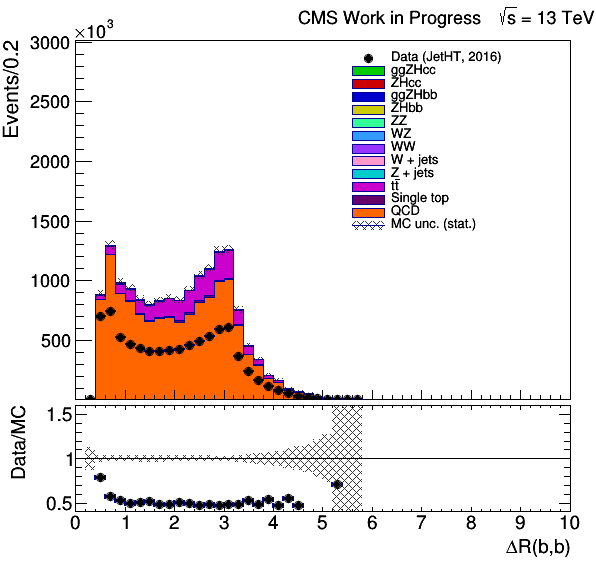 CMS Work in Progress √s = 13 TeV
×10³
Events/0.2
3000
2500
2000
1500
1000
500
Data (JetHT, 2016)
ggZHcc
ZHcc
ggZHbb
ZHbb
ZZ
WZ
WW
W + jets
Z + jets
tt̄
Single top
QCD
MC unc. (stat.)
Data/MC
1.5
1
0.5
0 1 2 3 4 5 6 7 8 9 10
ΔR(b,b)